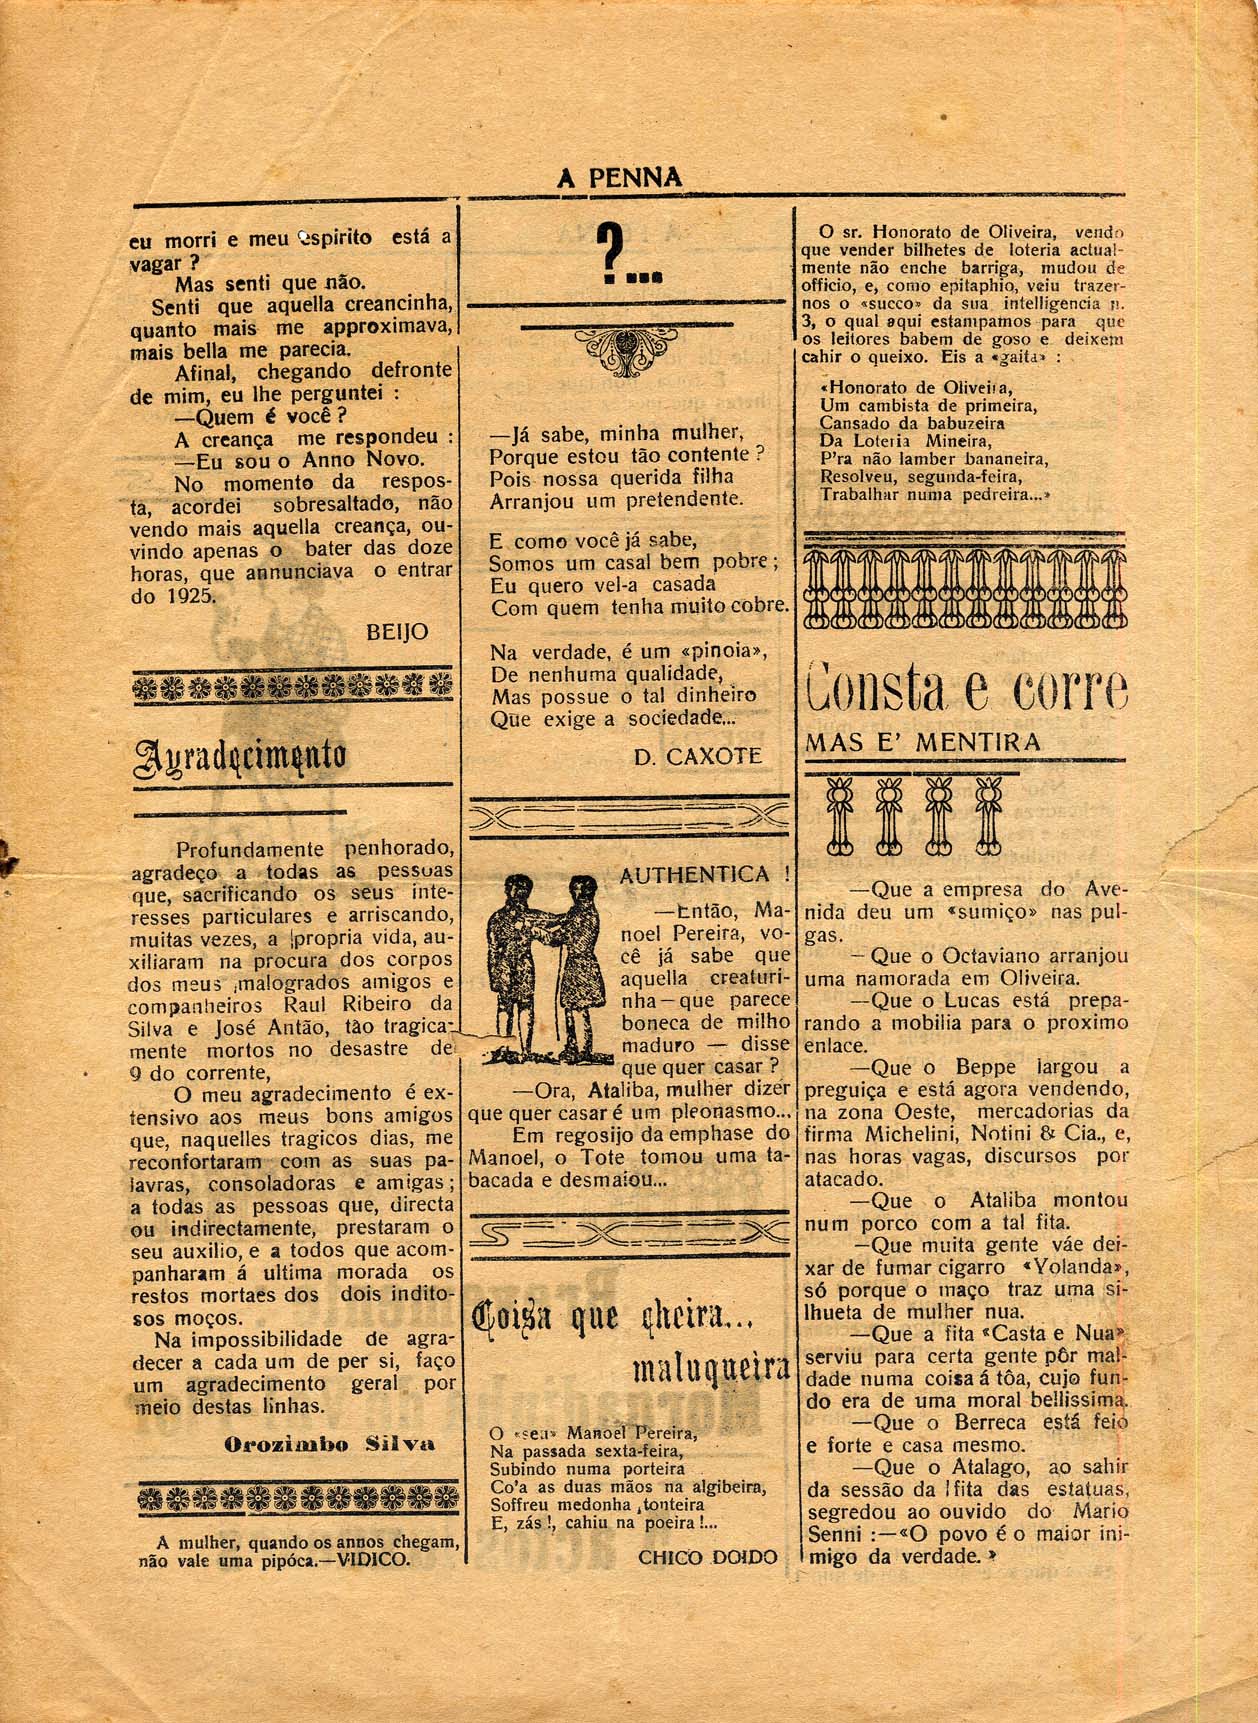 A PENNA
eu morri e meu espirito está a
vagar ?
Mas senti que não.
Senti que aquella creancinha,
quanto mais me approximava,
mais bella me parecia.
Afinal, chegando defronte
de mim, eu lhe perguntei :
—Quem é você ?
A creança me respondeu :
—Eu sou o Anno Novo.
No momento da respos-
ta, acordei sobresaltado, não
vendo mais aquella creança, ou-
vindo apenas o bater das doze
horas, que annunciava o entrar
do 1925.
BEIJO
Agradecimento
Profundamente penhorado,
agradeço a todas as pessoas
que, sacrificando os seus inte-
resses particulares e arriscando,
muitas vezes, a propria vida, au-
xiliaram na procura dos corpos
dos meus malogrados amigos e
companheiros Raul Ribeiro da
Silva e José Antão, tão tragica-
mente mortos no desastre de
9 do corrente,
O meu agradecimento é ex-
tensivo aos meus bons amigos
que, naquelles tragicos dias, me
reconfortaram com as suas pa-
lavras, consoladoras e amigas ;
a todas as pessoas que, directa
ou indirectamente, prestaram o
seu auxilio, e a todos que acom-
panharam á ultima morada os
restos mortaes dos dois indito-
sos moços.
Na impossibilidade de agra-
decer a cada um de per si, faço
um agradecimento geral por
meio destas linhas.
Orozimbo Silva
A mulher, quando os annos chegam,
não vale uma pipóca.—VIDICO.
?...
—Já sabe, minha mulher,
Porque estou tão contente ?
Pois nossa querida filha
Arranjou um pretendente.
E como você já sabe,
Somos um casal bem pobre ;
Eu quero vel-a casada
Com quem tenha muito cobre.
Na verdade, é um «pinoia»,
De nenhuma qualidade,
Mas possue o tal dinheiro
Que exige a sociedade...
D. CAXOTE
AUTHENTICA !
—Então, Ma-
noel Pereira, vo-
cê já sabe que
aquella creaturi-
nha—que parece
boneca de milho
maduro — disse
que quer casar ?
—Ora, Ataliba, mulher dizer
que quer casar é um pleonasmo...
Em regosijo da emphase do
Manoel, o Tote tomou uma ta-
bacada e desmaiou...
Coisa que cheira...
maluqueira
O «seu» Manoel Pereira,
Na passada sexta-feira,
Subindo numa porteira
Co'a as duas mãos na algibeira,
Soffreu medonha tonteira
E, zás !, cahiu na poeira !...
CHICO DOIDO
O sr. Honorato de Oliveira, vendo
que vender bilhetes de loteria actual-
mente não enche barriga, mudou de
officio, e, como epitaphio, veiu trazer-
nos o «succo» da sua intelligencia n.
3, o qual aqui estampamos para que
os leitores babem de goso e deixem
cahir o queixo. Eis a «gaita» :
«Honorato de Oliveira,
Um cambista de primeira,
Cansado da babuzeira
Da Loteria Mineira,
P'ra não lamber bananeira,
Resolveu, segunda-feira,
Trabalhar numa pedreira...»
Consta e corre
MAS E' MENTIRA
—Que a empresa do Ave-
nida deu um «sumiço» nas pul-
gas.
—Que o Octaviano arranjou
uma namorada em Oliveira.
—Que o Lucas está prepa-
rando a mobilia para o proximo
enlace.
—Que o Beppe largou a
preguiça e está agora vendendo,
na zona Oeste, mercadorias da
firma Michelini, Notini & Cia., e,
nas horas vagas, discursos por
atacado.
—Que o Ataliba montou
num porco com a tal fita.
—Que muita gente váe dei-
xar de fumar cigarro «Yolanda»,
só porque o maço traz uma si-
lhueta de mulher nua.
—Que a fita «Casta e Nua»
serviu para certa gente pôr mal-
dade numa coisa á tôa, cujo fun-
do era de uma moral bellissima.
—Que o Berreca está feio
e forte e casa mesmo.
—Que o Atalago, ao sahir
da sessão da fita das estatuas,
segredou ao ouvido do Mario
Senni :—«O povo é o maior ini-
migo da verdade.»